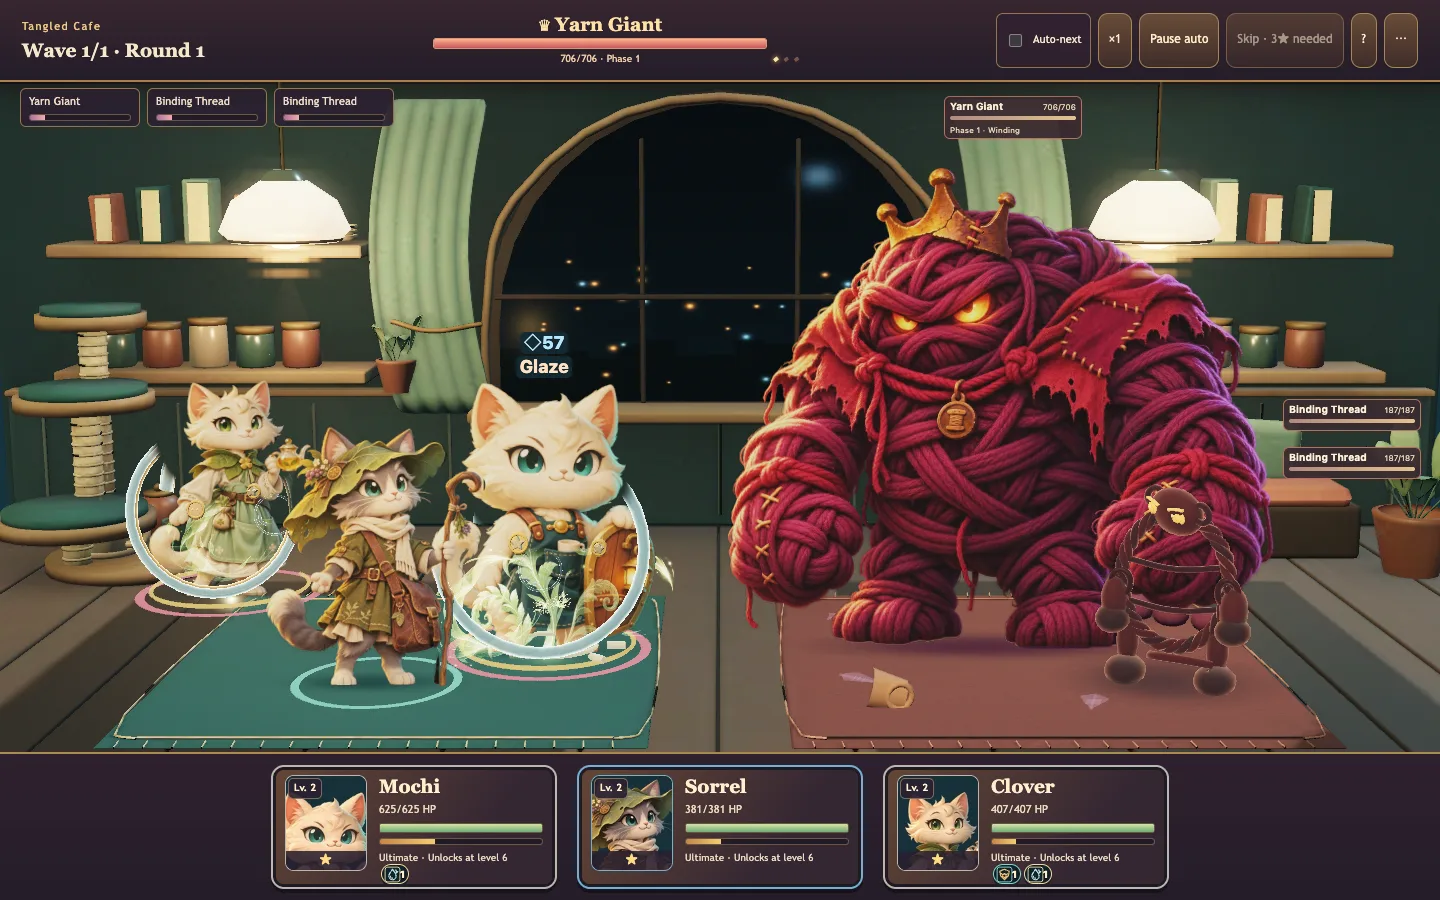 Tangled Cafe
Wave 1/1 · Round 1
♛ Yarn Giant
706/706 · Phase 1
Auto-next
×1
Pause auto
Skip · 3★ needed
?
...
Yarn Giant
Binding Thread
Binding Thread
Yarn Giant 706/706
Phase 1 · Winding
◇57
Glaze
Binding Thread 187/187
Binding Thread 187/187
Lv. 2
Mochi
625/625 HP
Ultimate · Unlocks at level 6
1
Lv. 2
Sorrel
381/381 HP
Ultimate · Unlocks at level 6
Lv. 2
Clover
407/407 HP
Ultimate · Unlocks at level 6
1 1